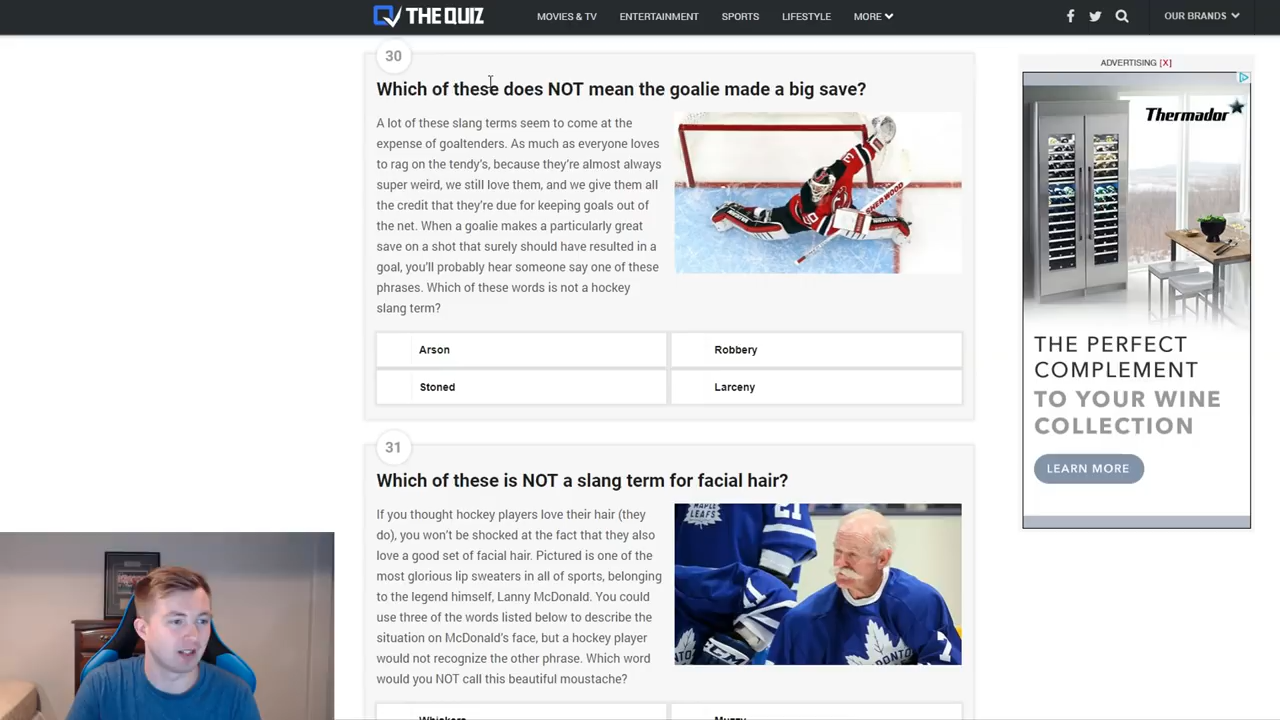 THE QUIZ
MOVIES & TV
ENTERTAINMENT
SPORTS
LIFESTYLE
MORE
OUR BRANDS
30
Which of these does NOT mean the goalie made a big save?
A lot of these slang terms seem to come at the
expense of goaltenders. As much as everyone loves
to rag on the tendy's, because they're almost always
super weird, we still love them, and we give them all
the credit that they're due for keeping goals out of
the net. When a goalie makes a particularly great
save on a shot that surely should have resulted in a
goal, you'll probably hear someone say one of these
phrases. Which of these words is not a hockey
slang term?
SHER-WOOD
Arson
Robbery
Stoned
Larceny
31
Which of these is NOT a slang term for facial hair?
If you thought hockey players love their hair (they
do), you won't be shocked at the fact that they also
love a good set of facial hair. Pictured is one of the
most glorious lip sweaters in all of sports, belonging
to the legend himself, Lanny McDonald. You could
use three of the words listed below to describe the
situation on McDonald's face, but a hockey player
would not recognize the other phrase. Which word
would you NOT call this beautiful moustache?
MAPLE
LEAFS
21
CCM
Whiskers
Muzzy
ADVERTISING [X]
Thermador
THE PERFECT
COMPLEMENT
TO YOUR WINE
COLLECTION
LEARN MORE